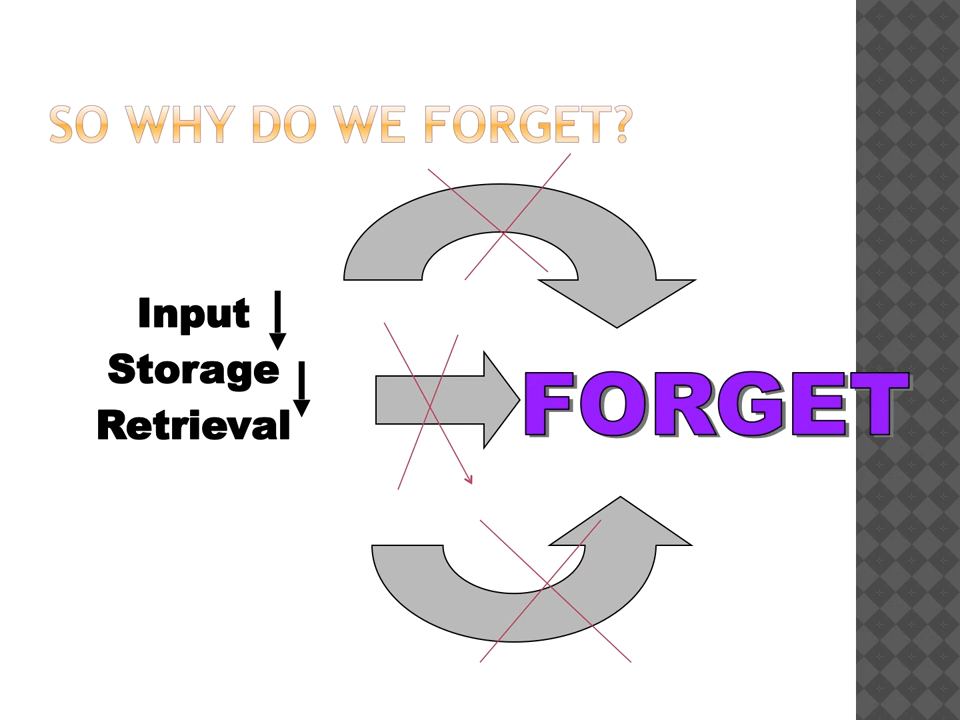 SO WHY DO WE FORGET?
Input
Storage
Retrieval
FORGET